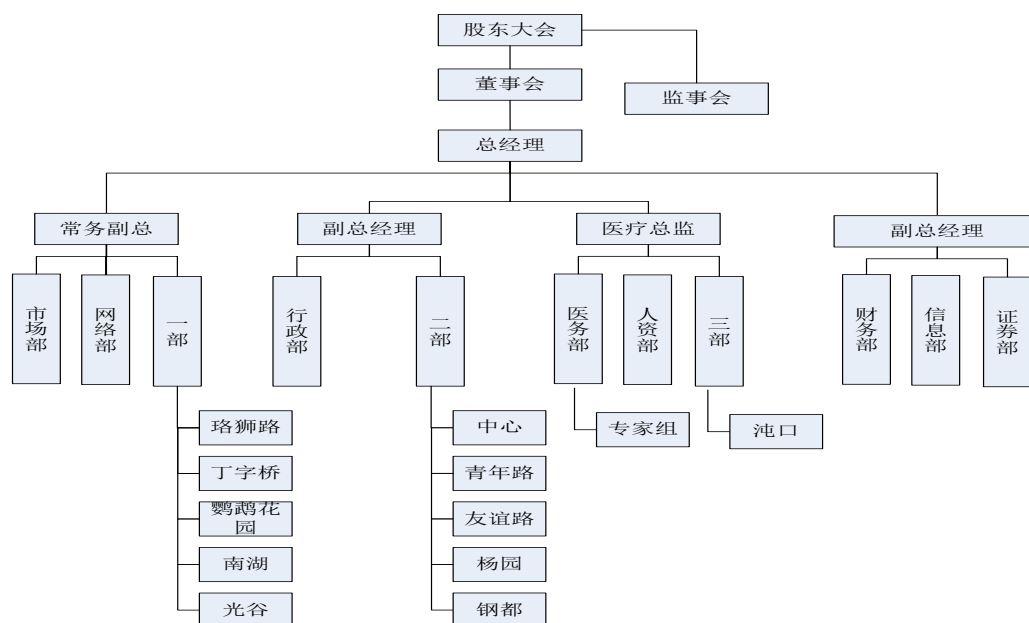 股东大会
董事会
监事会
总经理
常务副总
副总经理
医疗总监
副总经理
市场部
网络部
一部
行政部
二部
医务部
人资部
三部
财务部
信息部
证券部
珞狮路
丁字桥
鹦鹉花
园
南湖
光谷
中心
青年路
友谊路
杨园
钢都
专家组
沌口